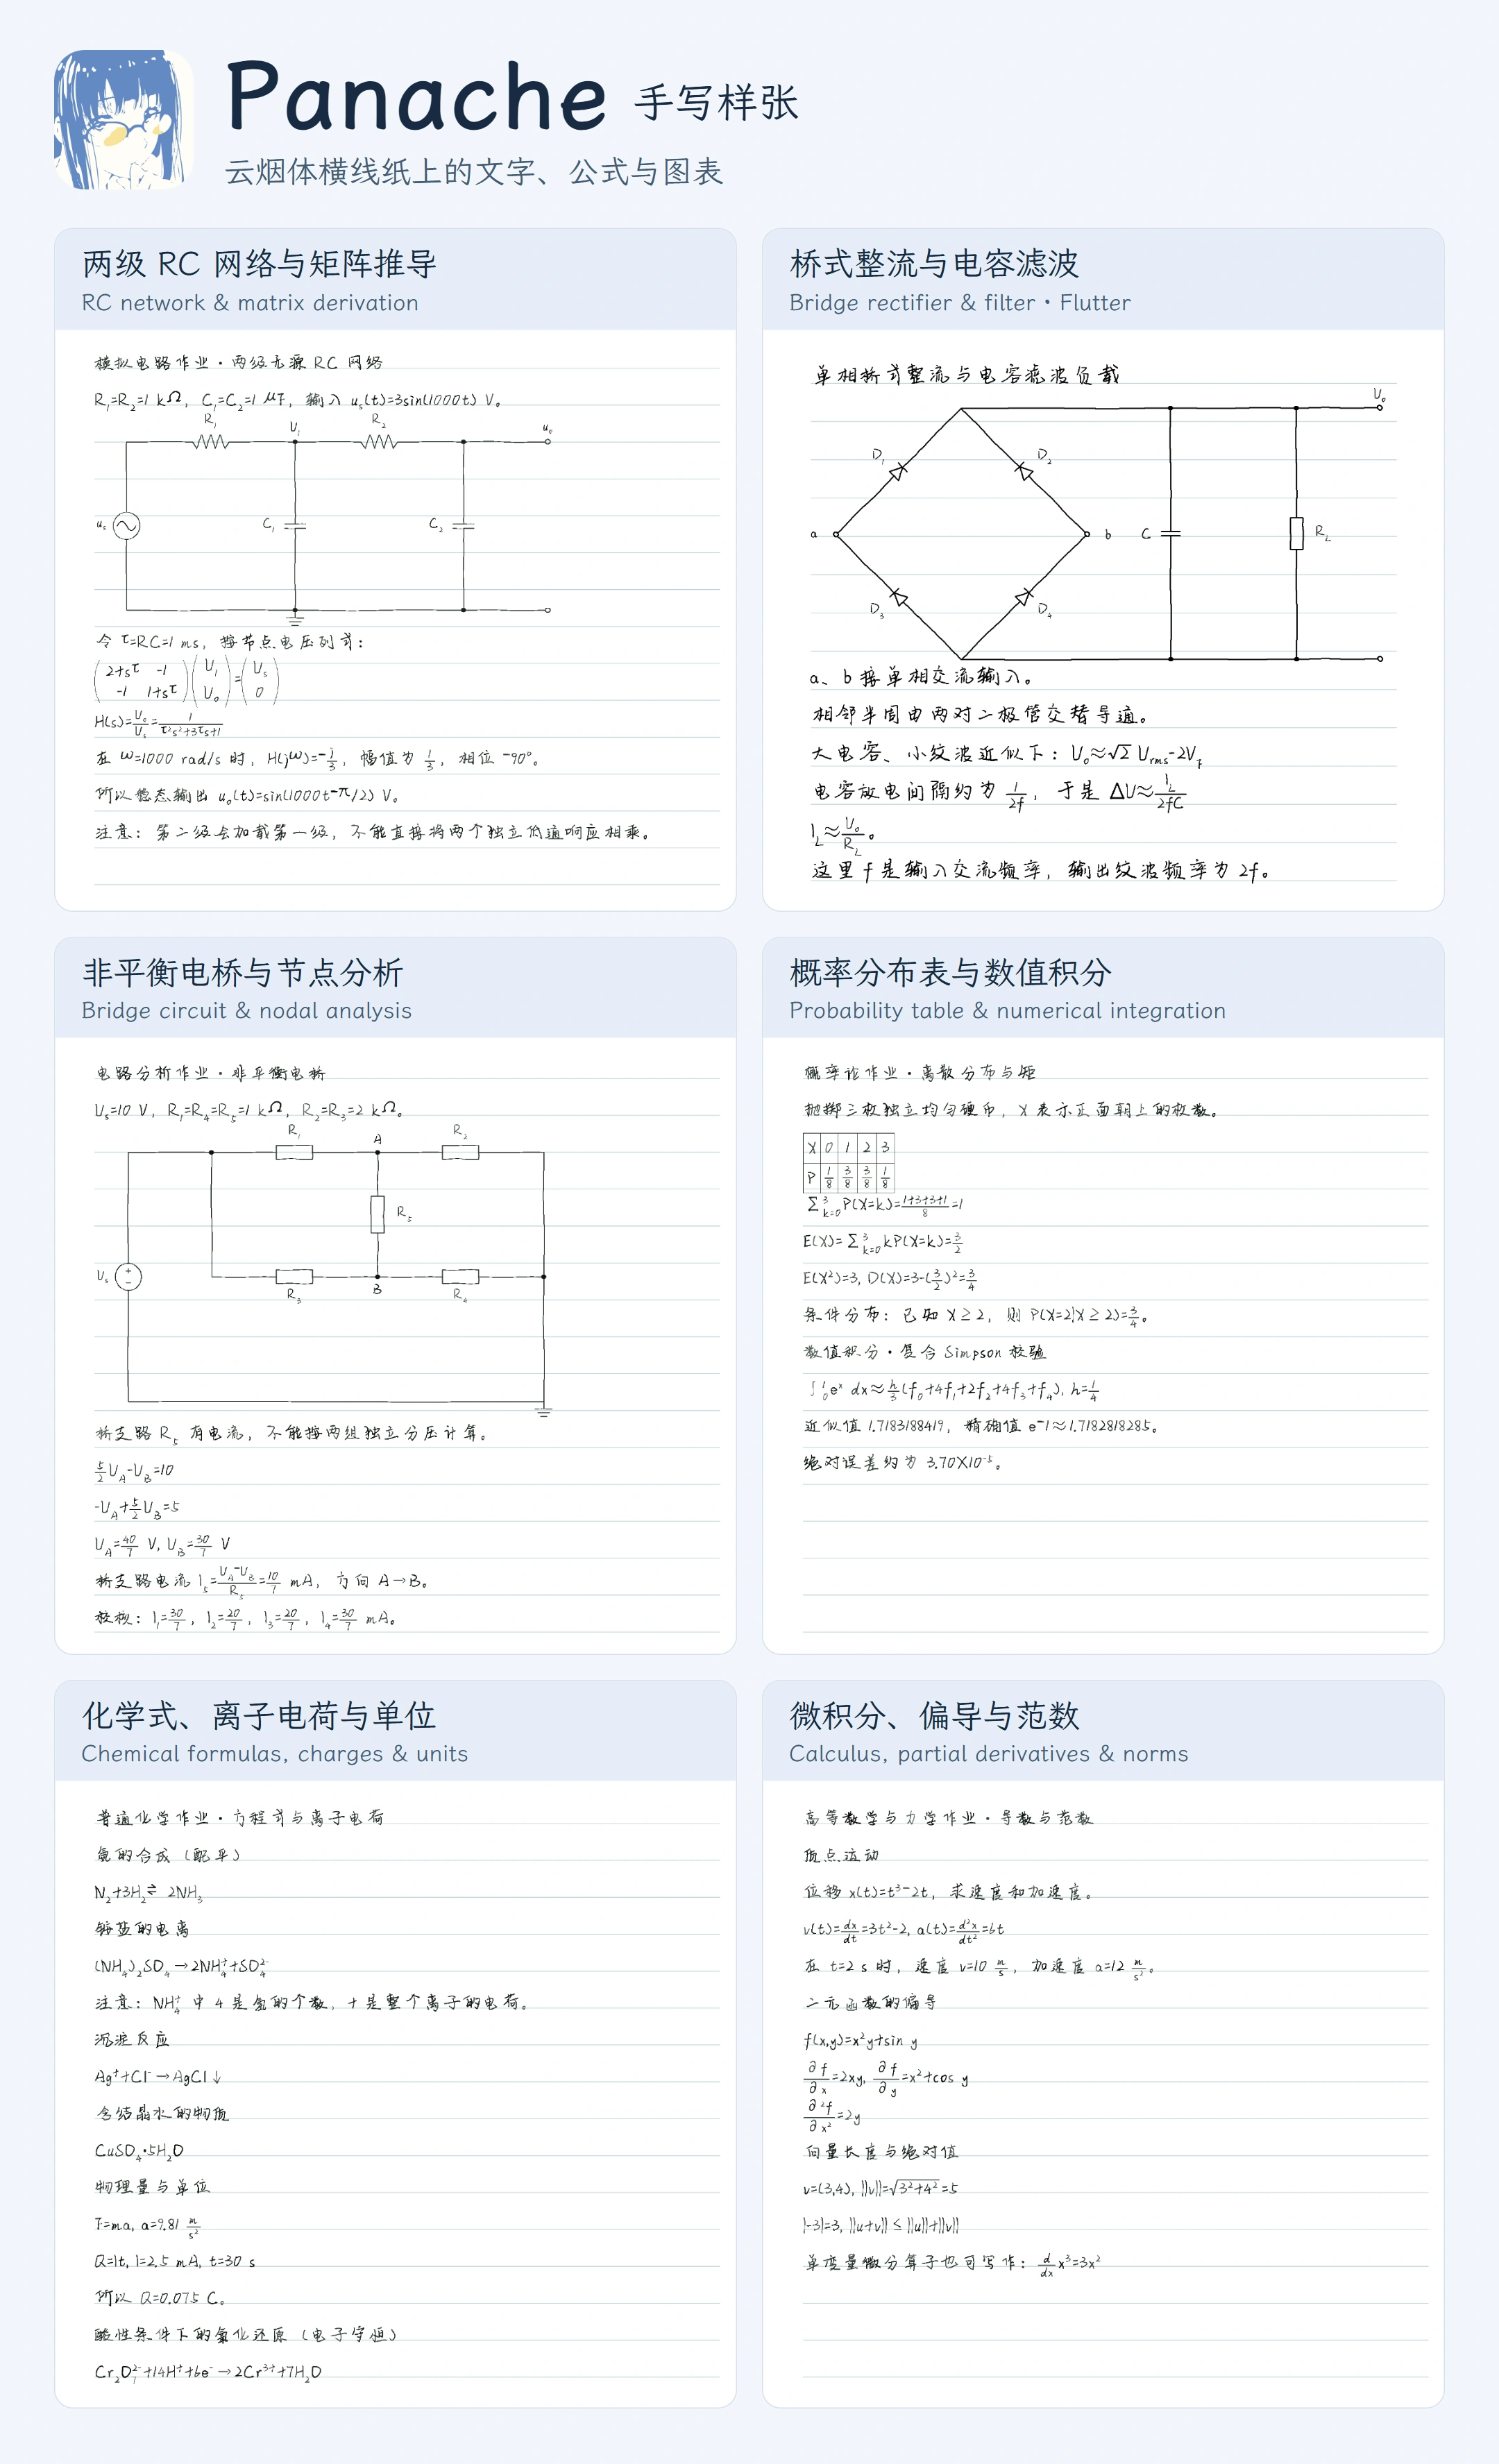 Panache 手写样张
云烟体横线纸上的文字、公式与图表
两级 RC 网络与矩阵推导
RC network & matrix derivation
模拟电路作业·两级无源 RC 网络
R₁=R₂=1 kΩ, C₁=C₂=1 μF, 输入 uₛ(t)=3sin(1000t) V。
R₁ V₁ R₂ uₒ
uₛ C₁ C₂
令 τ=RC=1 ms, 按节点电压列式:
(2+sτ -1; -1 1+sτ)(U₁; Uₒ)=(Uₛ; 0)
H(s)=Uₒ/Uₛ=1/(τ²s²+3τs+1)
在 ω=1000 rad/s 时, H(jω)=-j/3, 幅值为 1/3, 相位 -90°。
所以稳态输出 uₒ(t)=sin(1000t-π/2) V。
注意: 第二级会加载第一级, 不能直接将两个独立低通响应相乘。
桥式整流与电容滤波
Bridge rectifier & filter • Flutter
单相桥式整流与电容滤波负载
Uₒ
D₁ D₂
a b C R_L
D₃ D₄
a、b 接单相交流输入。
相邻半周由两对二极管交替导通。
大电容、小纹波近似下: Uₒ≈√2 Uᵣₘₛ-2V_F
电容放电间隔约为 1/(2f), 于是 ΔU≈I_L/(2fC)
I_L≈Uₒ/R_L。
这里 f 是输入交流频率, 输出纹波频率为 2f。
非平衡电桥与节点分析
Bridge circuit & nodal analysis
电路分析作业·非平衡电桥
Uₛ=10 V, R₁=R₄=R₅=1 kΩ, R₂=R₃=2 kΩ。
R₁ A R₂
R₅
Uₛ + −
R₃ B R₄
桥支路 R₅ 有电流, 不能按两组独立分压计算。
5/2 U_A-U_B=10
-U_A+5/2 U_B=5
U_A=40/7 V, U_B=30/7 V
桥支路电流 I₅=(U_A-U_B)/R₅=10/7 mA, 方向 A→B。
校核: I₁=30/7, I₂=20/7, I₃=20/7, I₄=30/7 mA。
概率分布表与数值积分
Probability table & numerical integration
概率论作业·离散分布与矩
抛掷三枚独立均匀硬币, X 表示正面朝上的枚数。
X 0 1 2 3
P 1/8 3/8 3/8 1/8
∑³ₖ₌₀ P(X=k)=(1+3+3+1)/8=1
E(X)=∑³ₖ₌₀ kP(X=k)=3/2
E(X²)=3, D(X)=3-(3/2)²=3/4
条件分布: 已知 X≥2, 则 P(X=2|X≥2)=3/4。
数值积分·复合 Simpson 校验
∫¹₀eˣ dx≈h/3(f₀+4f₁+2f₂+4f₃+f₄), h=1/4
近似值 1.7183188419, 精确值 e-1≈1.7182818285。
绝对误差约为 3.70×10⁻⁵。
化学式、离子电荷与单位
Chemical formulas, charges & units
普通化学作业·方程式与离子电荷
氨的合成 (配平)
N₂+3H₂⇌ 2NH₃
铵盐的电离
(NH₄)₂SO₄→2NH₄⁺+SO₄²⁻
注意: NH₄⁺ 中 4 是氢的个数, + 是整个离子的电荷。
沉淀反应
Ag⁺+Cl⁻→AgCl↓
含结晶水的物质
CuSO₄·5H₂O
物理量与单位
F=ma, a=9.81 m/s²
Q=It, I=2.5 mA, t=30 s
所以 Q=0.075 C。
酸性条件下的氧化还原 (电子守恒)
Cr₂O₇²⁻+14H⁺+6e⁻→2Cr³⁺+7H₂O
微积分、偏导与范数
Calculus, partial derivatives & norms
高等数学与力学作业·导数与范数
质点运动
位移 x(t)=t³-2t, 求速度和加速度。
v(t)=dx/dt=3t²-2, a(t)=d²x/dt²=6t
在 t=2 s 时, 速度 v=10 m/s, 加速度 a=12 m/s²。
二元函数的偏导
f(x,y)=x²y+sin y
∂f/∂x=2xy, ∂f/∂y=x²+cos y
∂²f/∂x²=2y
向量长度与绝对值
v=(3,4), ||v||=√(3²+4²)=5
|-3|=3, ||u+v||≤||u||+||v||
单变量微分算子也可写作: d/dx x³=3x²